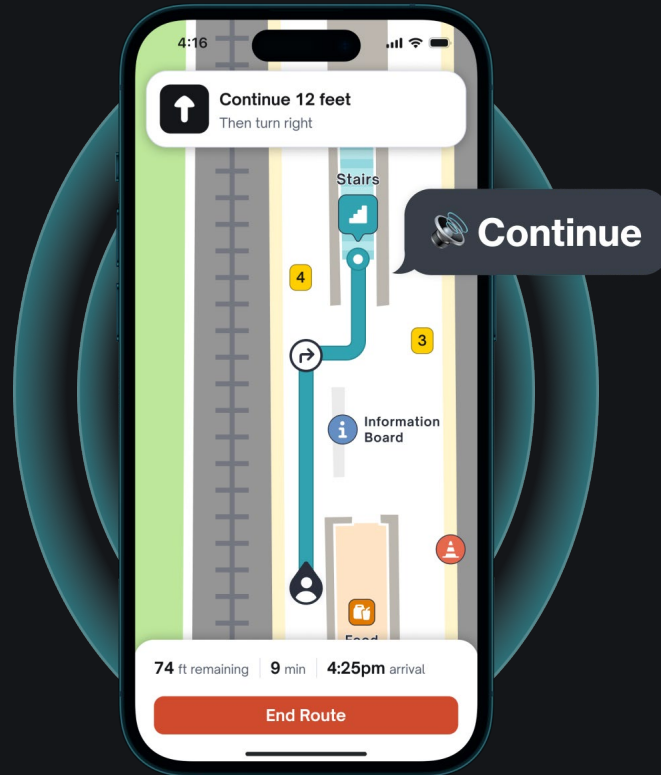 4:16
Continue 12 feet
Then turn right
Stairs
Continue
4
3
Information
Board
74 ft remaining 9 min 4:25pm arrival
End Route